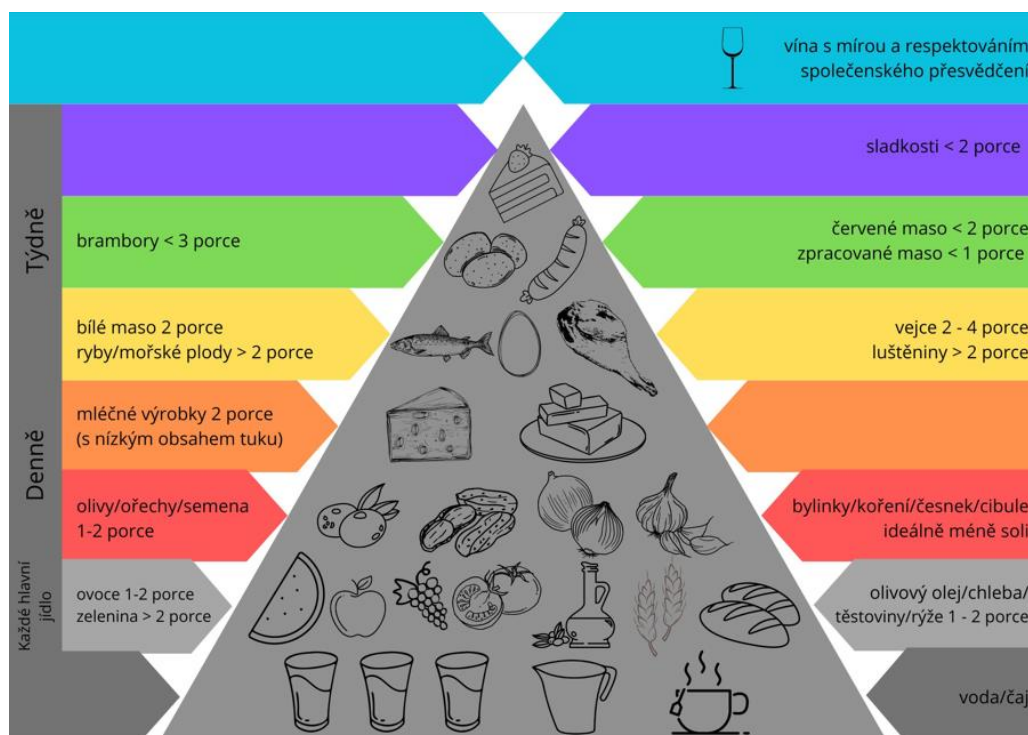 vína s mírou a respektováním
společenského přesvědčení
Týdně
sladkosti < 2 porce
brambory < 3 porce
červené maso < 2 porce
zpracované maso < 1 porce
bílé maso 2 porce
ryby/mořské plody > 2 porce
vejce 2 - 4 porce
luštěniny > 2 porce
Denně
mléčné výrobky 2 porce
(s nízkým obsahem tuku)
olivy/ořechy/semena
1-2 porce
bylinky/koření/česnek/cibule
ideálně méně soli
Každé hlavní
jídlo
ovoce 1-2 porce
zelenina > 2 porce
olivový olej/chleba/
těstoviny/rýže 1 - 2 porce
voda/čaj